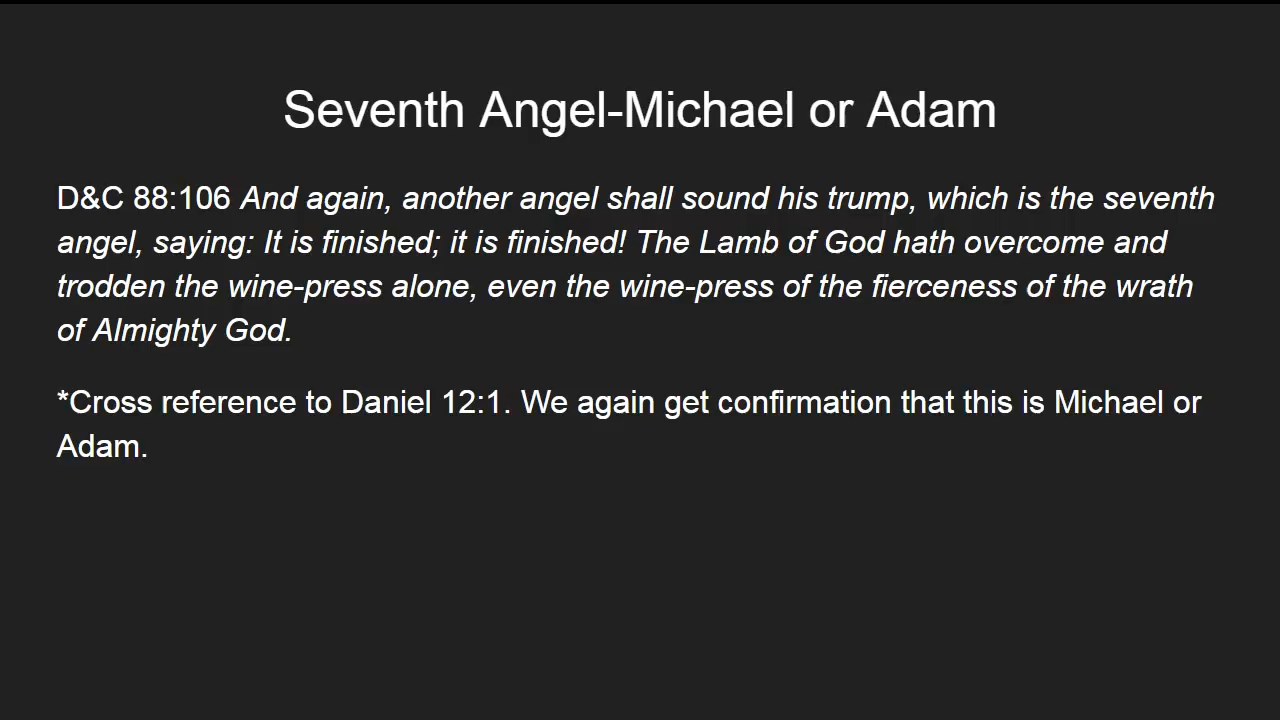 Seventh Angel-Michael or Adam
D&C 88:106 And again, another angel shall sound his trump, which is the seventh
angel, saying: It is finished; it is finished! The Lamb of God hath overcome and
trodden the wine-press alone, even the wine-press of the fierceness of the wrath
of Almighty God.
*Cross reference to Daniel 12:1. We again get confirmation that this is Michael or
Adam.